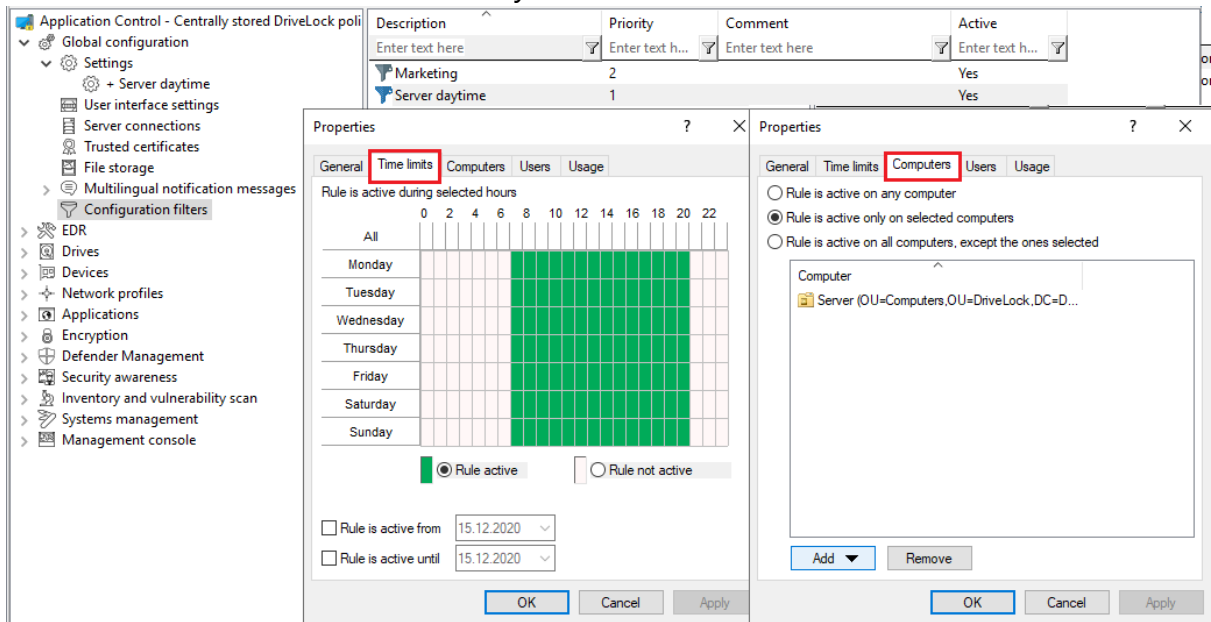 Application Control - Centrally stored DriveLock poli
Global configuration
Settings
+ Server daytime
User interface settings
Server connections
Trusted certificates
File storage
Multilingual notification messages
Configuration filters
EDR
Drives
Devices
Network profiles
Applications
Encryption
Defender Management
Security awareness
Inventory and vulnerability scan
Systems management
Management console
Description Priority Comment Active
Enter text here Enter text h... Enter text here Enter text h...
Marketing 2 Yes
Server daytime 1 Yes
Properties ? X
General Time limits Computers Users Usage
Rule is active during selected hours
0 2 4 6 8 10 12 14 16 18 20 22
All
Monday
Tuesday
Wednesday
Thursday
Friday
Saturday
Sunday
Rule active Rule not active
Rule is active from 15.12.2020
Rule is active until 15.12.2020
OK Cancel Apply
Properties ? X
General Time limits Computers Users Usage
Rule is active on any computer
Rule is active only on selected computers
Rule is active on all computers, except the ones selected
Computer
Server (OU=Computers,OU=DriveLock,DC=D...
Add Remove
OK Cancel Apply